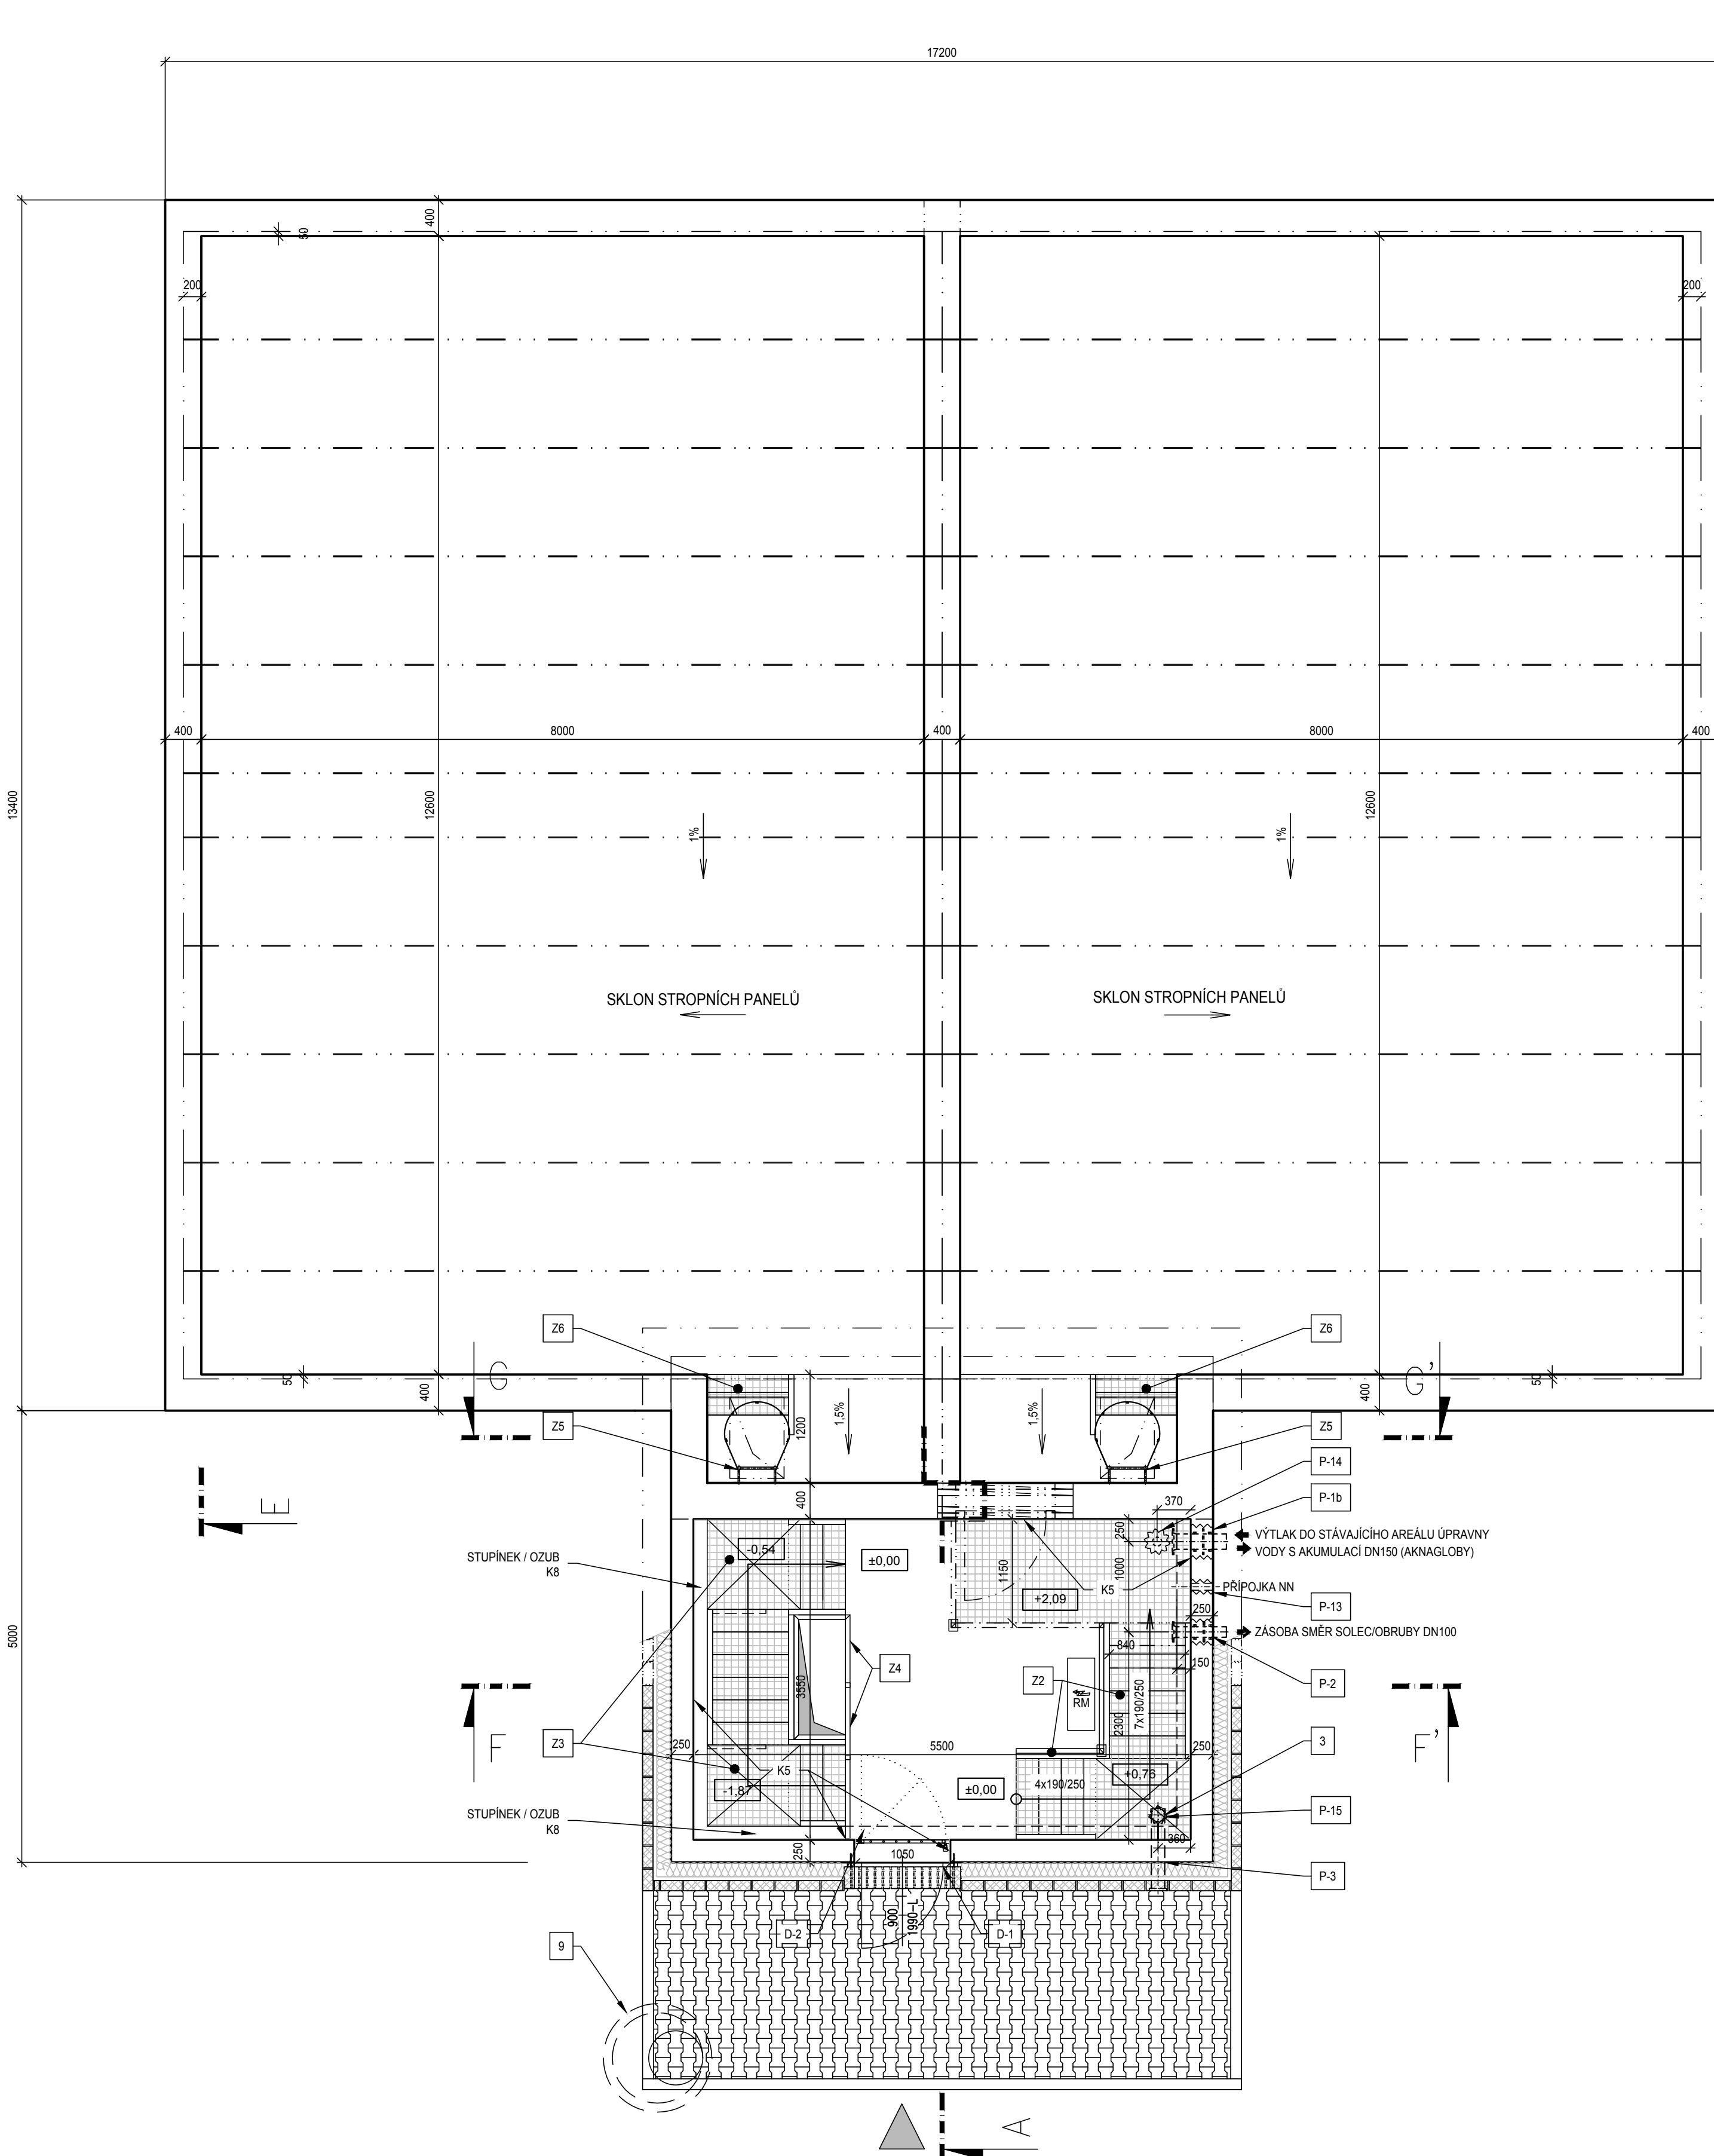 17200
400
50
200
200
13400
400
8000
400
8000
400
12600
12600
1%
1%
SKLON STROPNÍCH PANELŮ
SKLON STROPNÍCH PANELŮ
Z6
Z6
50
400
G
1200
1,5%
1,5%
400
G'
50
Z5
Z5
P-14
E
400
370
P-1b
250
VÝTLAK DO STÁVAJÍCÍHO AREÁLU ÚPRAVNY
VODY S AKUMULACÍ DN150 (AKNAGLOBY)
STUPÍNEK / OZUB
K8
-0,54
±0,00
1150
1000
K5
PŘÍPOJKA NN
+2,09
250
P-13
5000
ZÁSOBA SMĚR SOLEC/OBRUBY DN100
840
150
Z4
3550
Z2
RM
P-2
2300
7x190/250
F
F'
Z3
250
5500
250
3
K5
-1,87
±0,00
4x190/250
+0,76
STUPÍNEK / OZUB
K8
P-15
250
1050
360
P-3
900
1990-L
D-2
D-1
9
A